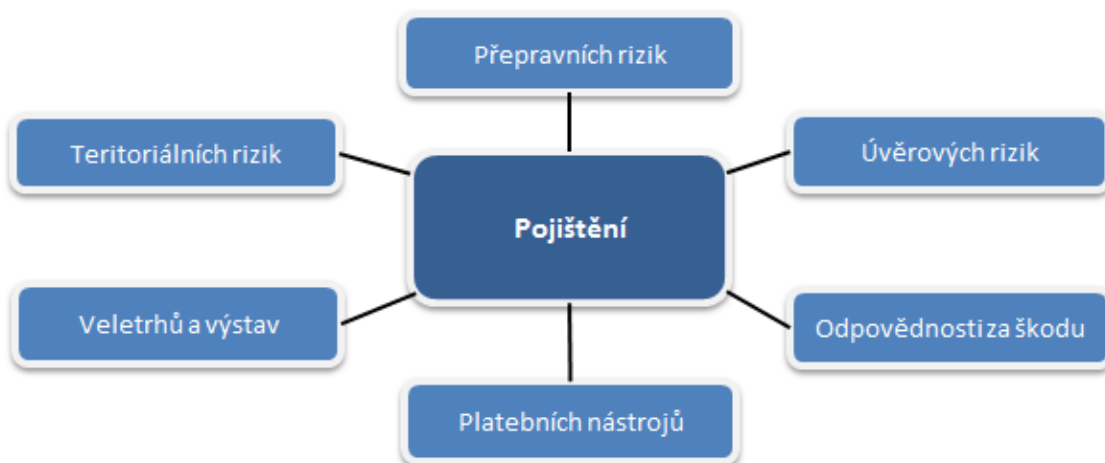 Přepravních rizik
Teritoriálních rizik
Úvěrových rizik
Pojištění
Veletrhů a výstav
Odpovědnosti za škodu
Platebních nástrojů